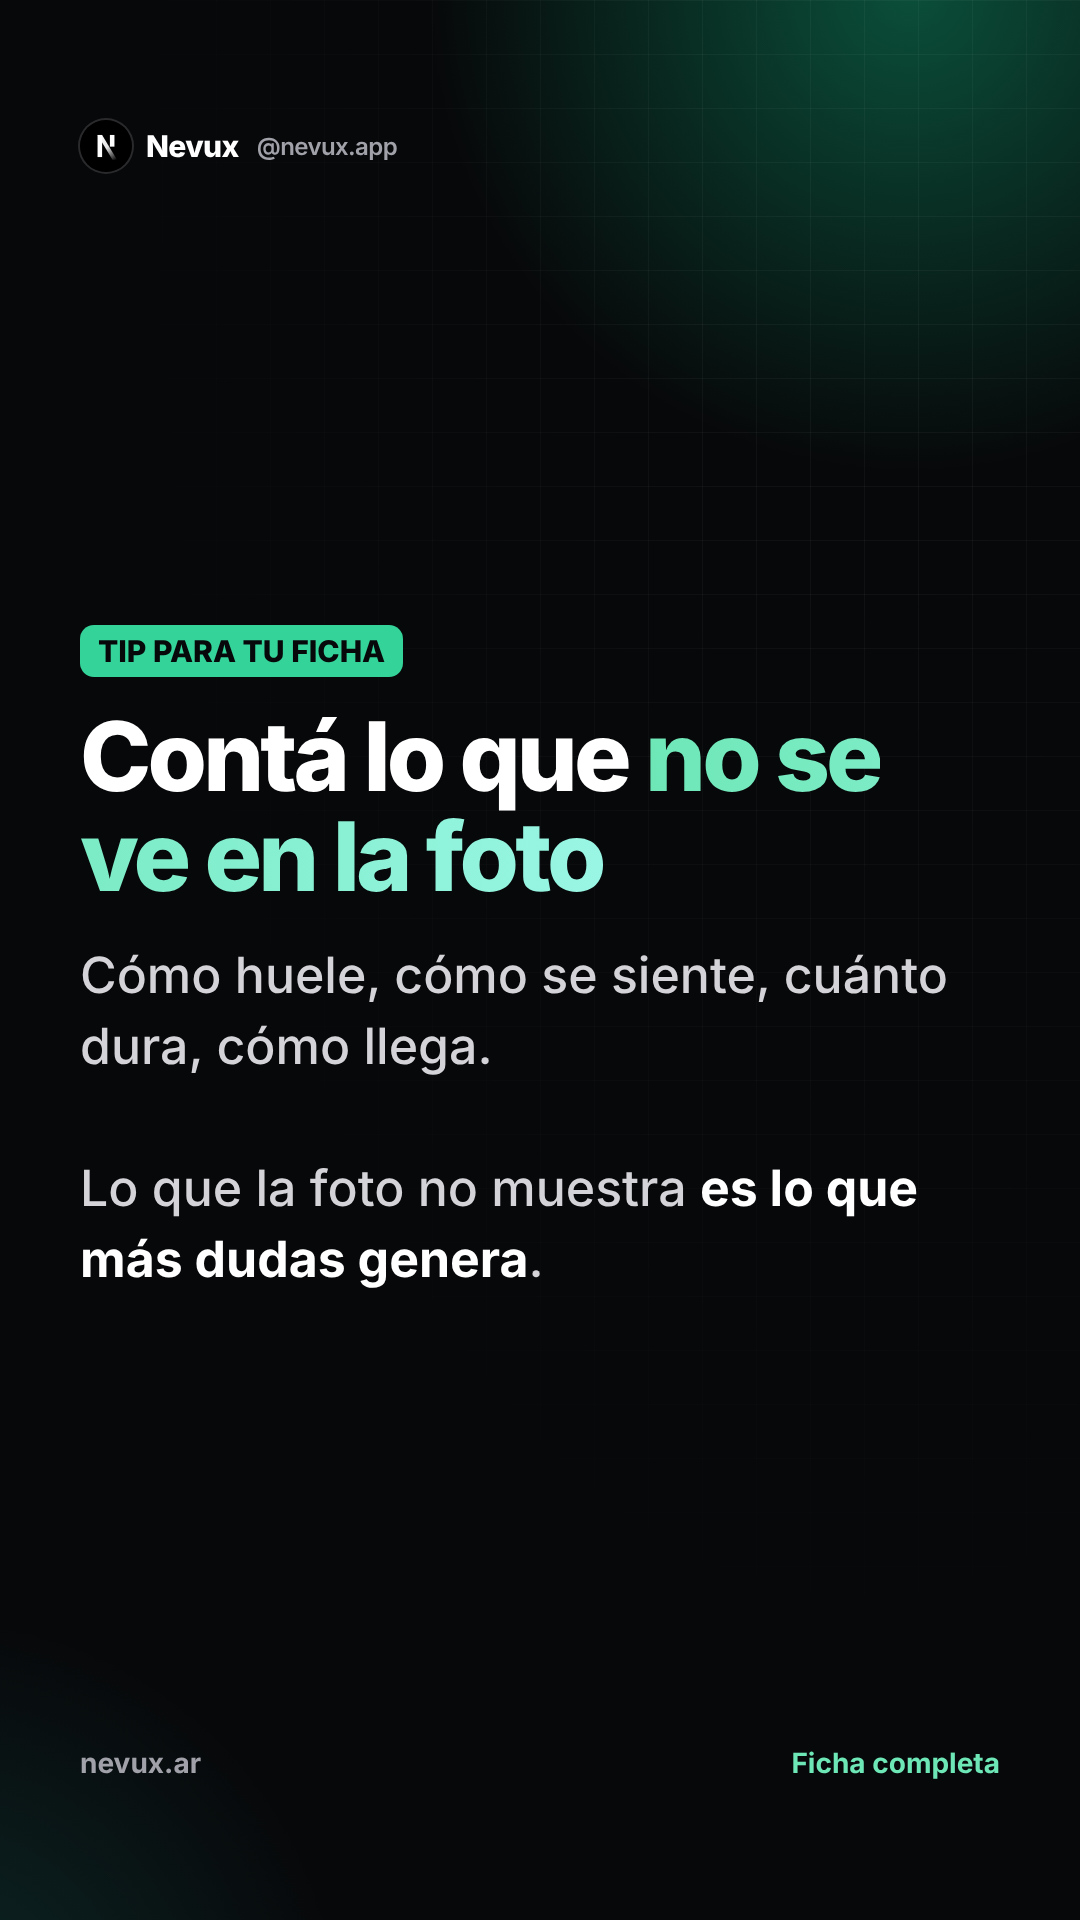 N Nevux @nevux.app
TIP PARA TU FICHA
Contá lo que no se
ve en la foto
Cómo huele, cómo se siente, cuánto
dura, cómo llega.
Lo que la foto no muestra es lo que
más dudas genera.
nevux.ar
Ficha completa